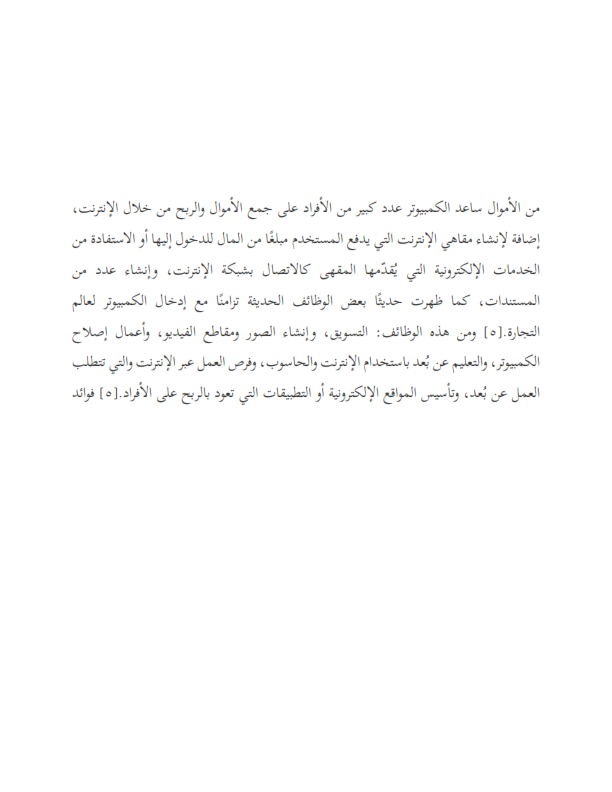 من الأموال ساعد الكمبيوتر عدد كبير من الأفراد على جمع الأموال والربح من خلال الإنترنت،
إضافة لإنشاء مقاهي الإنترنت التي يدفع المستخدم مبلغًا من المال للدخول إليها أو الاستفادة من
الخدمات الإلكترونية التي يُقدّمها المقهى كالاتصال بشبكة الإنترنت، وإنشاء عدد من
المستندات، كما ظهرت حديثًا بعض الوظائف الحديثة تزامنًا مع إدخال الكمبيوتر لعالم
التجارة.[٥] ومن هذه الوظائف: التسويق، وإنشاء الصور ومقاطع الفيديو، وأعمال إصلاح
الكمبيوتر، والتعليم عن بُعد باستخدام الإنترنت والحاسوب، وفرص العمل عبر الإنترنت والتي تتطلب
العمل عن بُعد، وتأسيس المواقع الإلكترونية أو التطبيقات التي تعود بالربح على الأفراد.[٥] فوائد